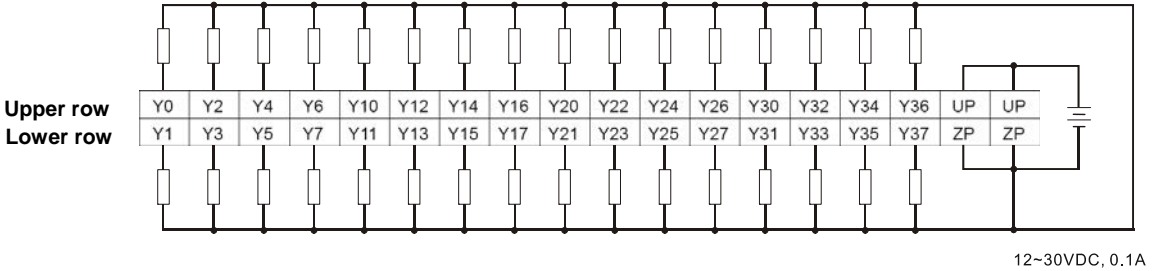 Upper row Y0 Y2 Y4 Y6 Y10 Y12 Y14 Y16 Y20 Y22 Y24 Y26 Y30 Y32 Y34 Y36 UP UP
Lower row Y1 Y3 Y5 Y7 Y11 Y13 Y15 Y17 Y21 Y23 Y25 Y27 Y31 Y33 Y35 Y37 ZP ZP
12~30VDC, 0.1A